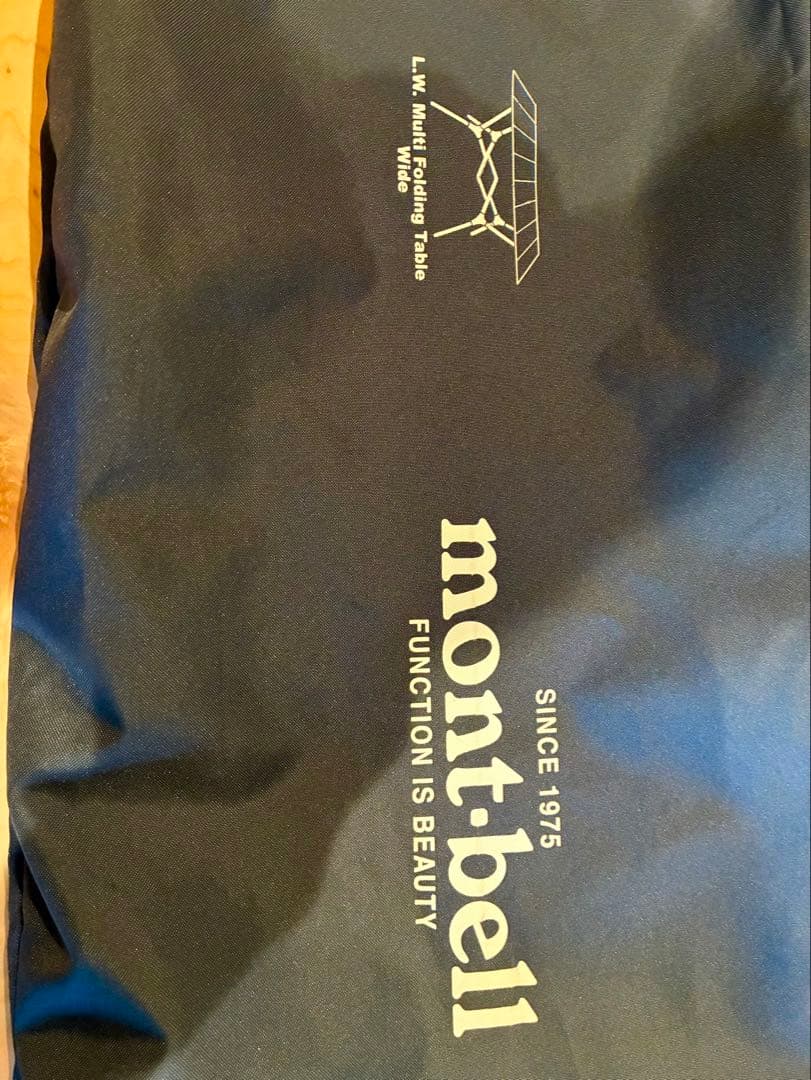 L.W. Multi Folding Table
Wide
SINCE 1975
mont·bell
FUNCTION IS BEAUTY